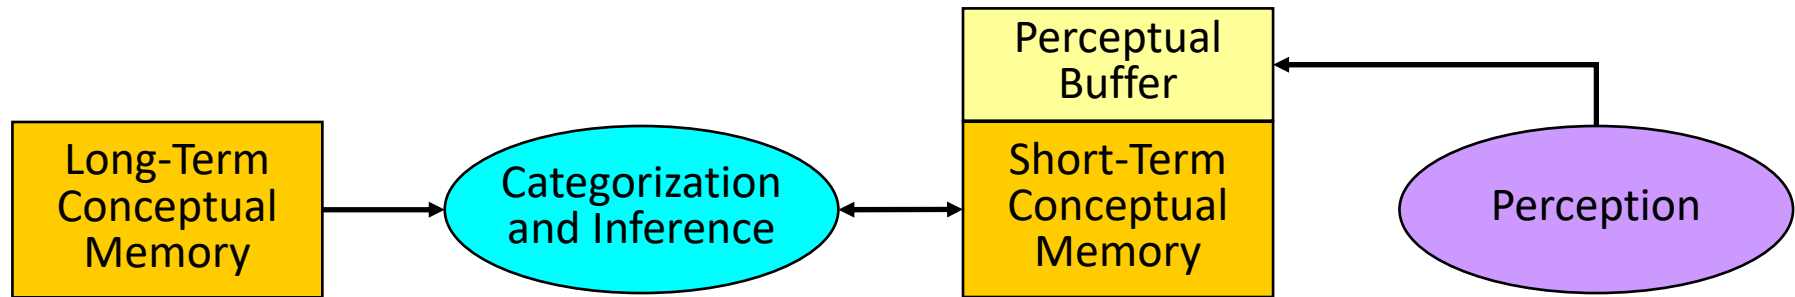 Long-Term
Conceptual
Memory
Categorization
and Inference
Perceptual
Buffer
Short-Term
Conceptual
Memory
Perception